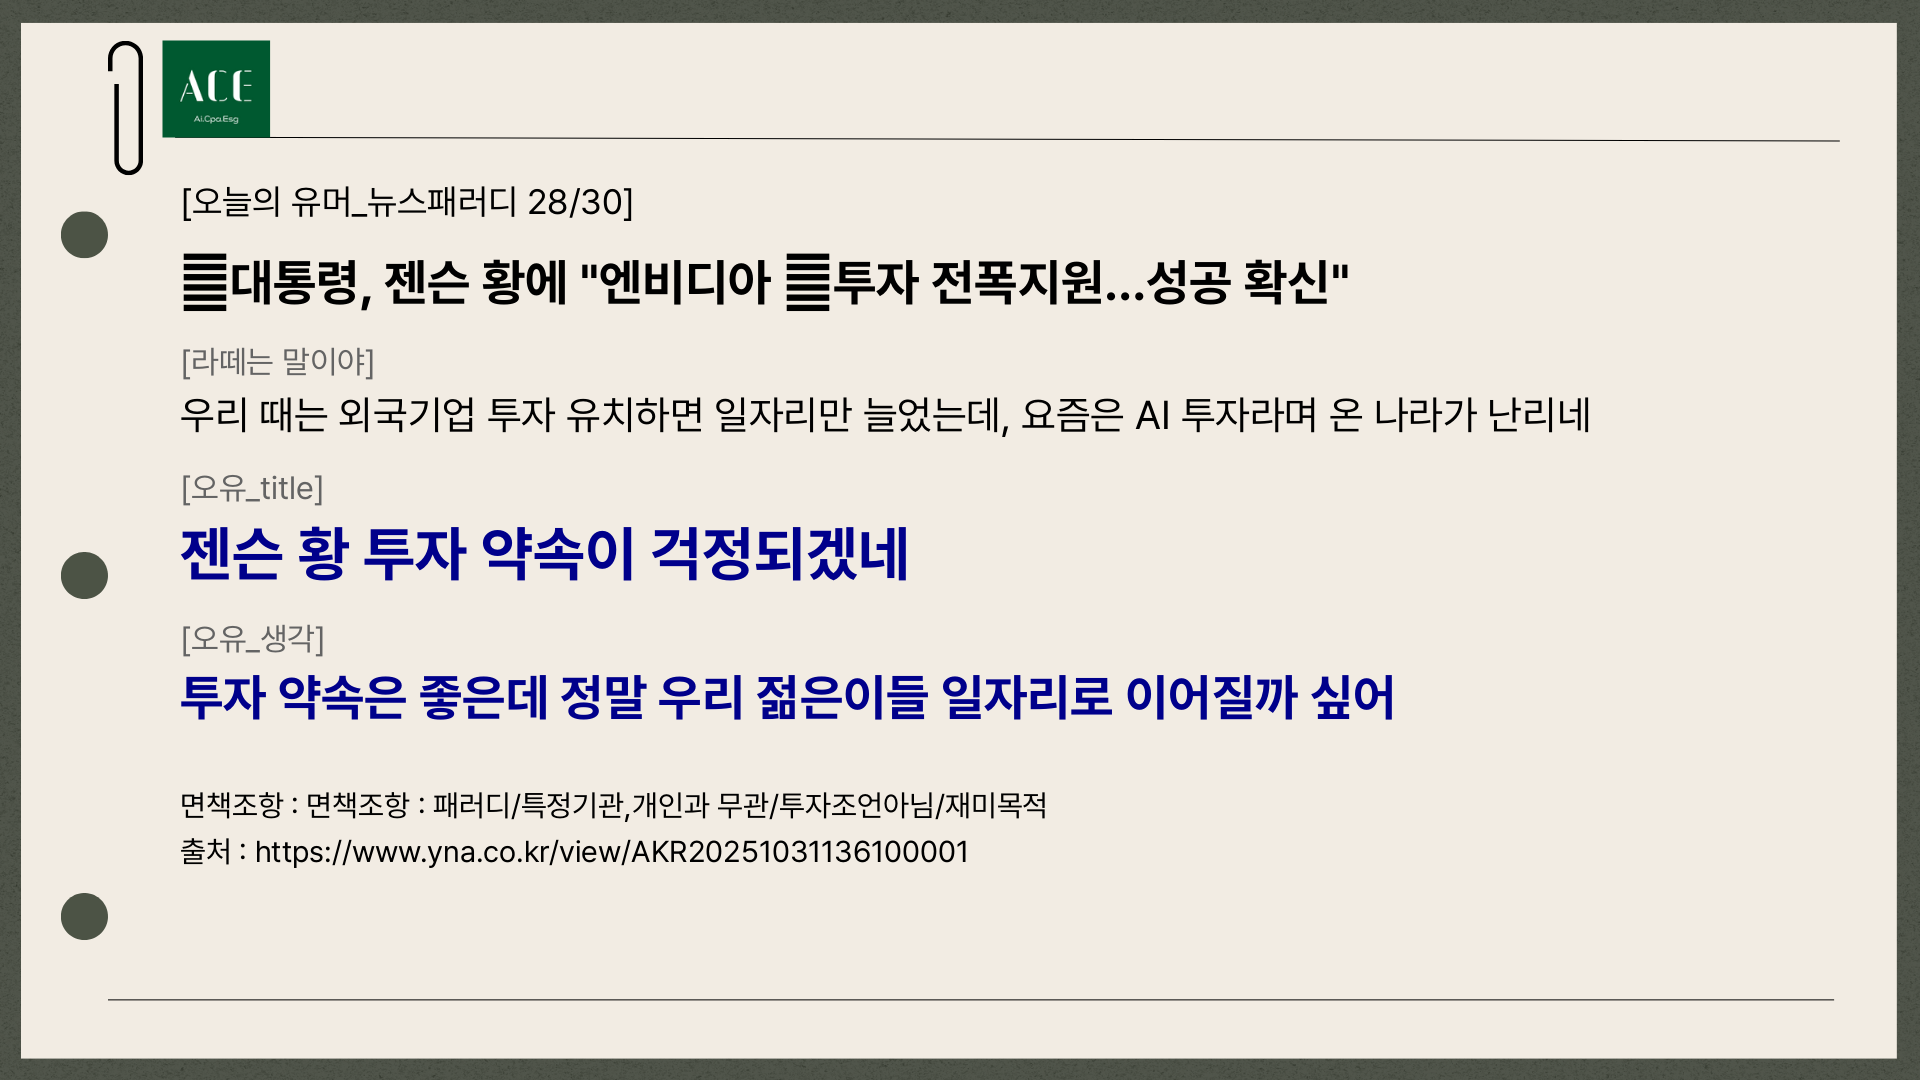 ACE
Ai.Cpa.Esg
[오늘의 유머_뉴스패러디 28/30]
대통령, 젠슨 황에 "엔비디아 투자 전폭지원...성공 확신"
[라떼는 말이야]
우리 때는 외국기업 투자 유치하면 일자리만 늘었는데, 요즘은 AI 투자라며 온 나라가 난리네
[오유_title]
젠슨 황 투자 약속이 걱정되겠네
[오유_생각]
투자 약속은 좋은데 정말 우리 젊은이들 일자리로 이어질까 싶어
면책조항 : 면책조항 : 패러디/특정기관,개인과 무관/투자조언아님/재미목적
출처 : https://www.yna.co.kr/view/AKR20251031136100001